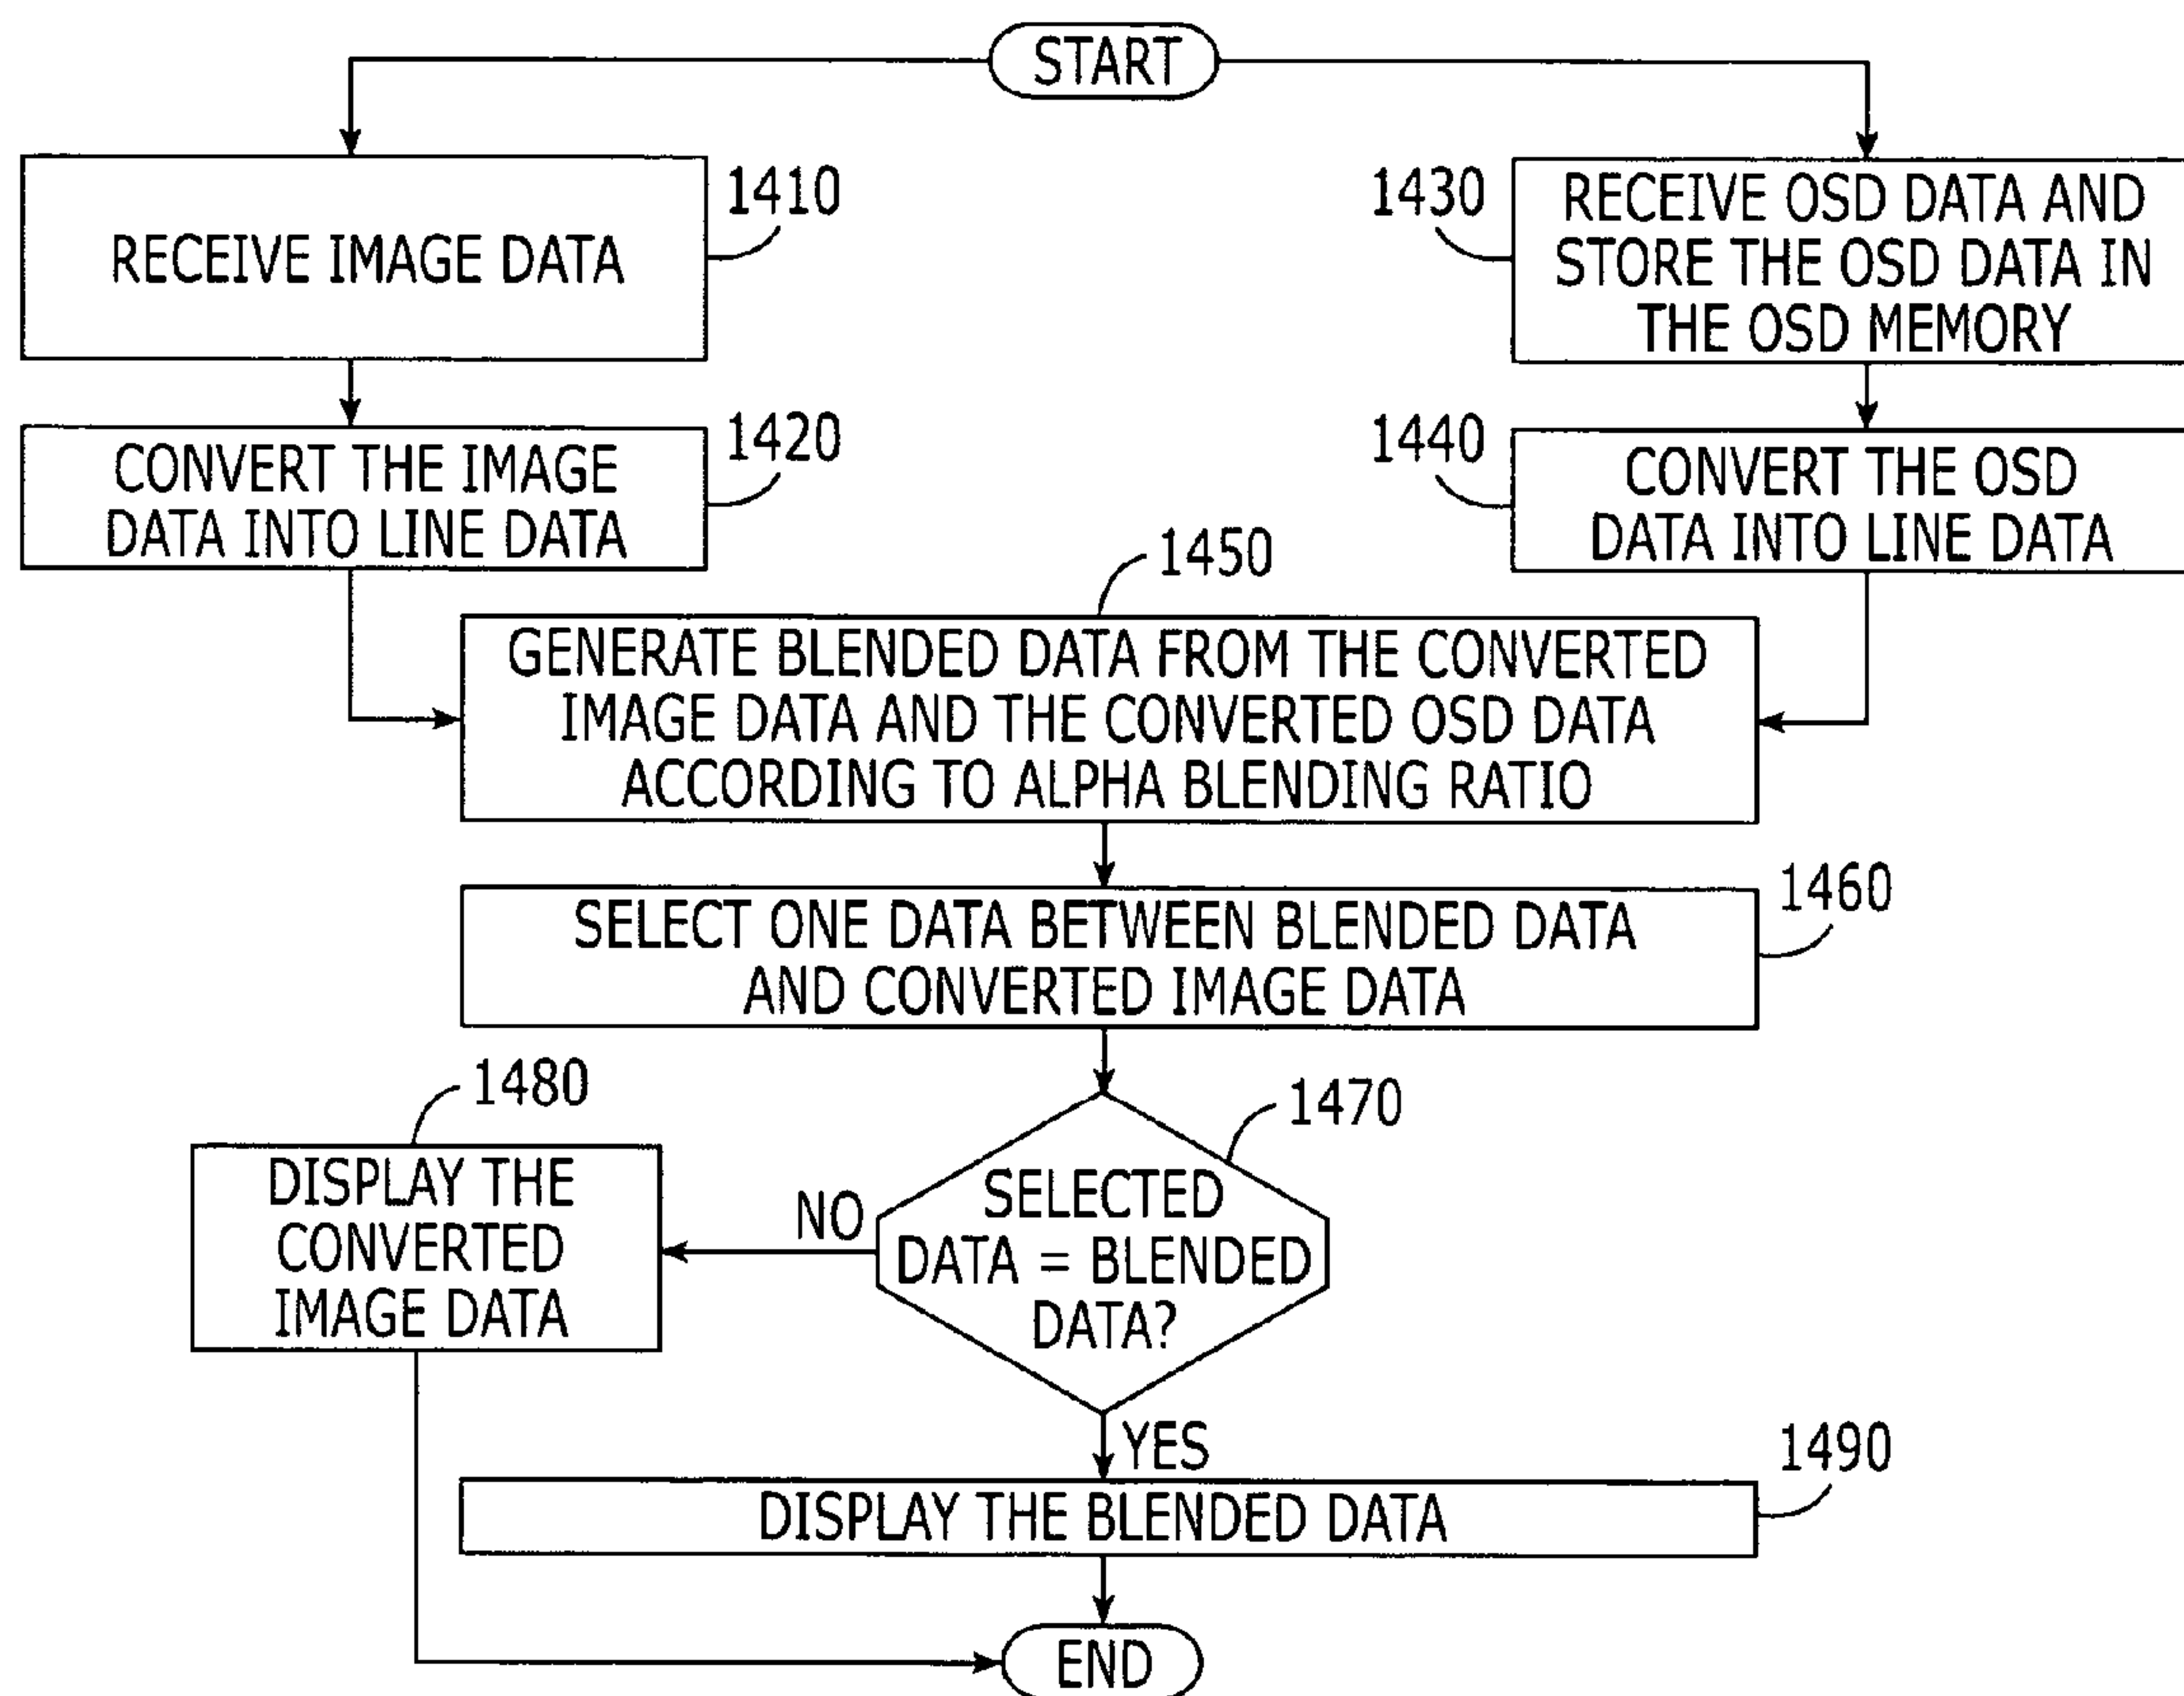 START
1410
RECEIVE IMAGE DATA
1430
RECEIVE OSD DATA AND
STORE THE OSD DATA IN
THE OSD MEMORY
1420
CONVERT THE IMAGE
DATA INTO LINE DATA
1440
CONVERT THE OSD
DATA INTO LINE DATA
1450
GENERATE BLENDED DATA FROM THE CONVERTED
IMAGE DATA AND THE CONVERTED OSD DATA
ACCORDING TO ALPHA BLENDING RATIO
1460
SELECT ONE DATA BETWEEN BLENDED DATA
AND CONVERTED IMAGE DATA
1470
SELECTED
DATA = BLENDED
DATA?
NO
1480
DISPLAY THE
CONVERTED
IMAGE DATA
YES
1490
DISPLAY THE BLENDED DATA
END